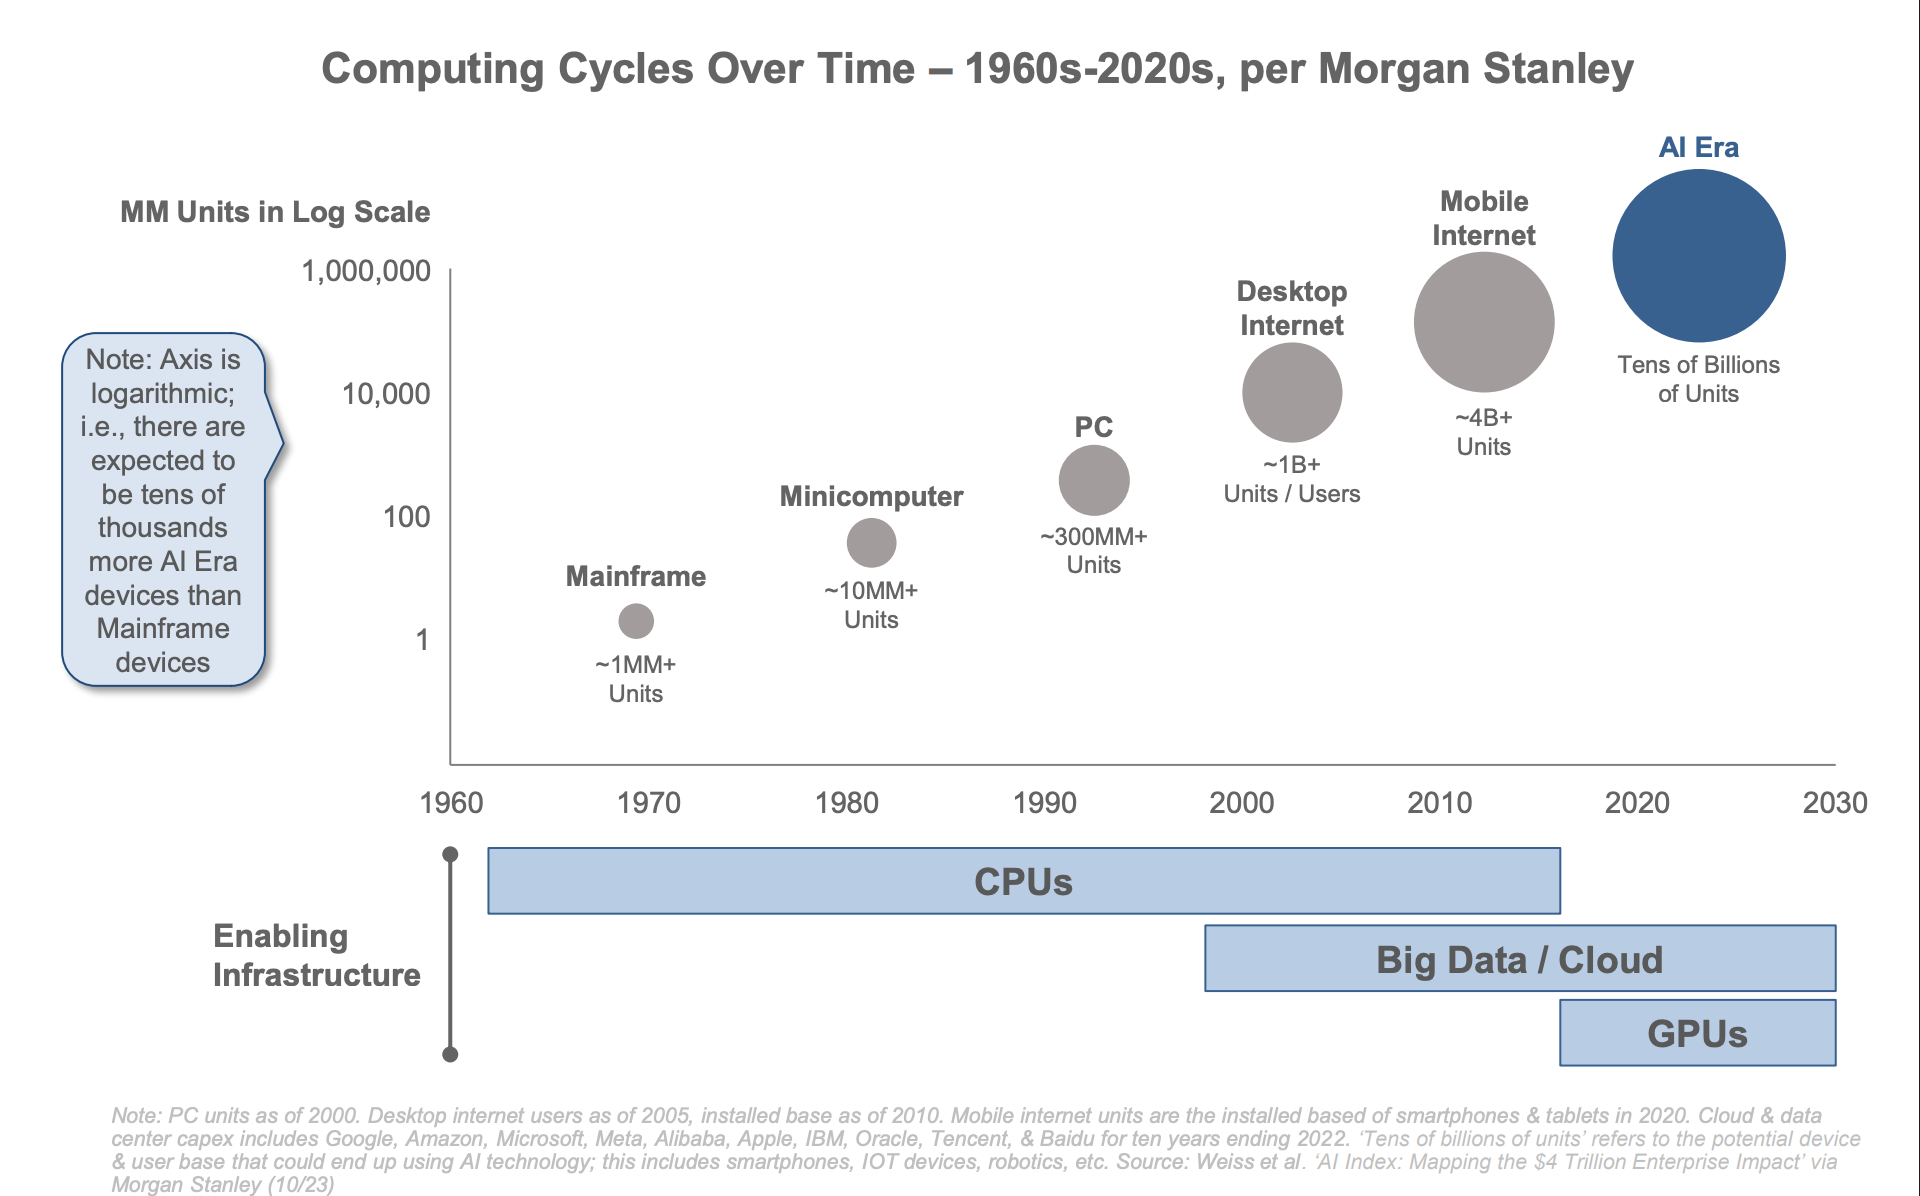 Computing Cycles Over Time – 1960s-2020s, per Morgan Stanley
MM Units in Log Scale
1,000,000
10,000
100
1
Note: Axis is
logarithmic;
i.e., there are
expected to
be tens of
thousands
more AI Era
devices than
Mainframe
devices
Mainframe
~1MM+
Units
Minicomputer
~10MM+
Units
PC
~300MM+
Units
Desktop
Internet
~1B+
Units / Users
Mobile
Internet
~4B+
Units
AI Era
Tens of Billions
of Units
1960 1970 1980 1990 2000 2010 2020 2030
Enabling
Infrastructure
CPUs
Big Data / Cloud
GPUs
Note: PC units as of 2000. Desktop internet users as of 2005, installed base as of 2010. Mobile internet units are the installed based of smartphones & tablets in 2020. Cloud & data
center capex includes Google, Amazon, Microsoft, Meta, Alibaba, Apple, IBM, Oracle, Tencent, & Baidu for ten years ending 2022. ‘Tens of billions of units’ refers to the potential device
& user base that could end up using AI technology; this includes smartphones, IOT devices, robotics, etc. Source: Weiss et al. ‘AI Index: Mapping the $4 Trillion Enterprise Impact’ via
Morgan Stanley (10/23)